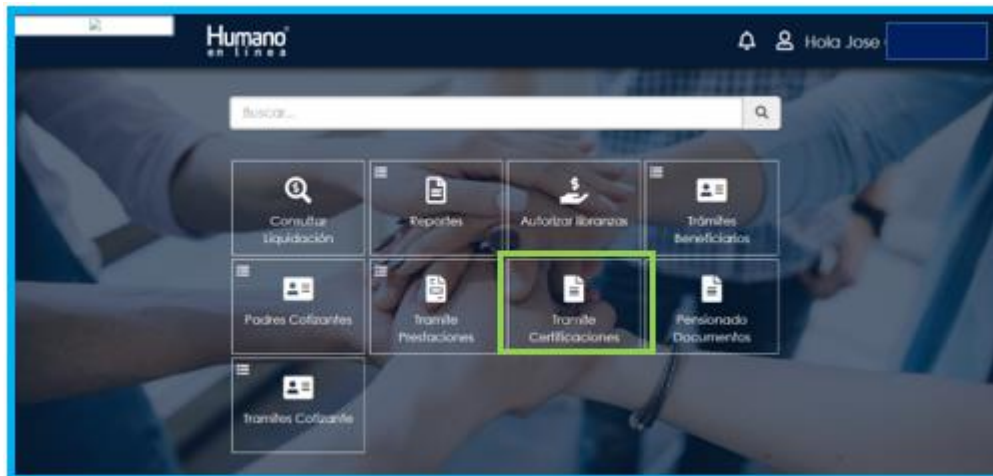 Humano
en línea
Hola Jose
Buscar...
Consultar
Liquidación
Reportes
Autorizar libranzas
Trámites
Beneficiarios
Padres Cotizantes
Tramite
Prestaciones
Tramite
Certificaciones
Pensionado
Documentos
Tramites Cotizante